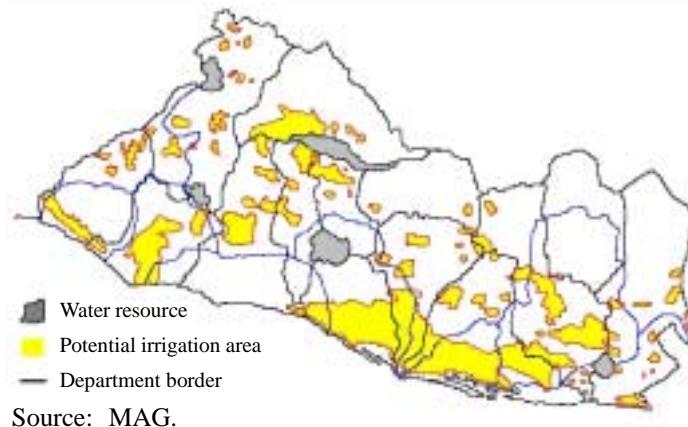 Water resource
Potential irrigation area
Department border
Source: MAG.